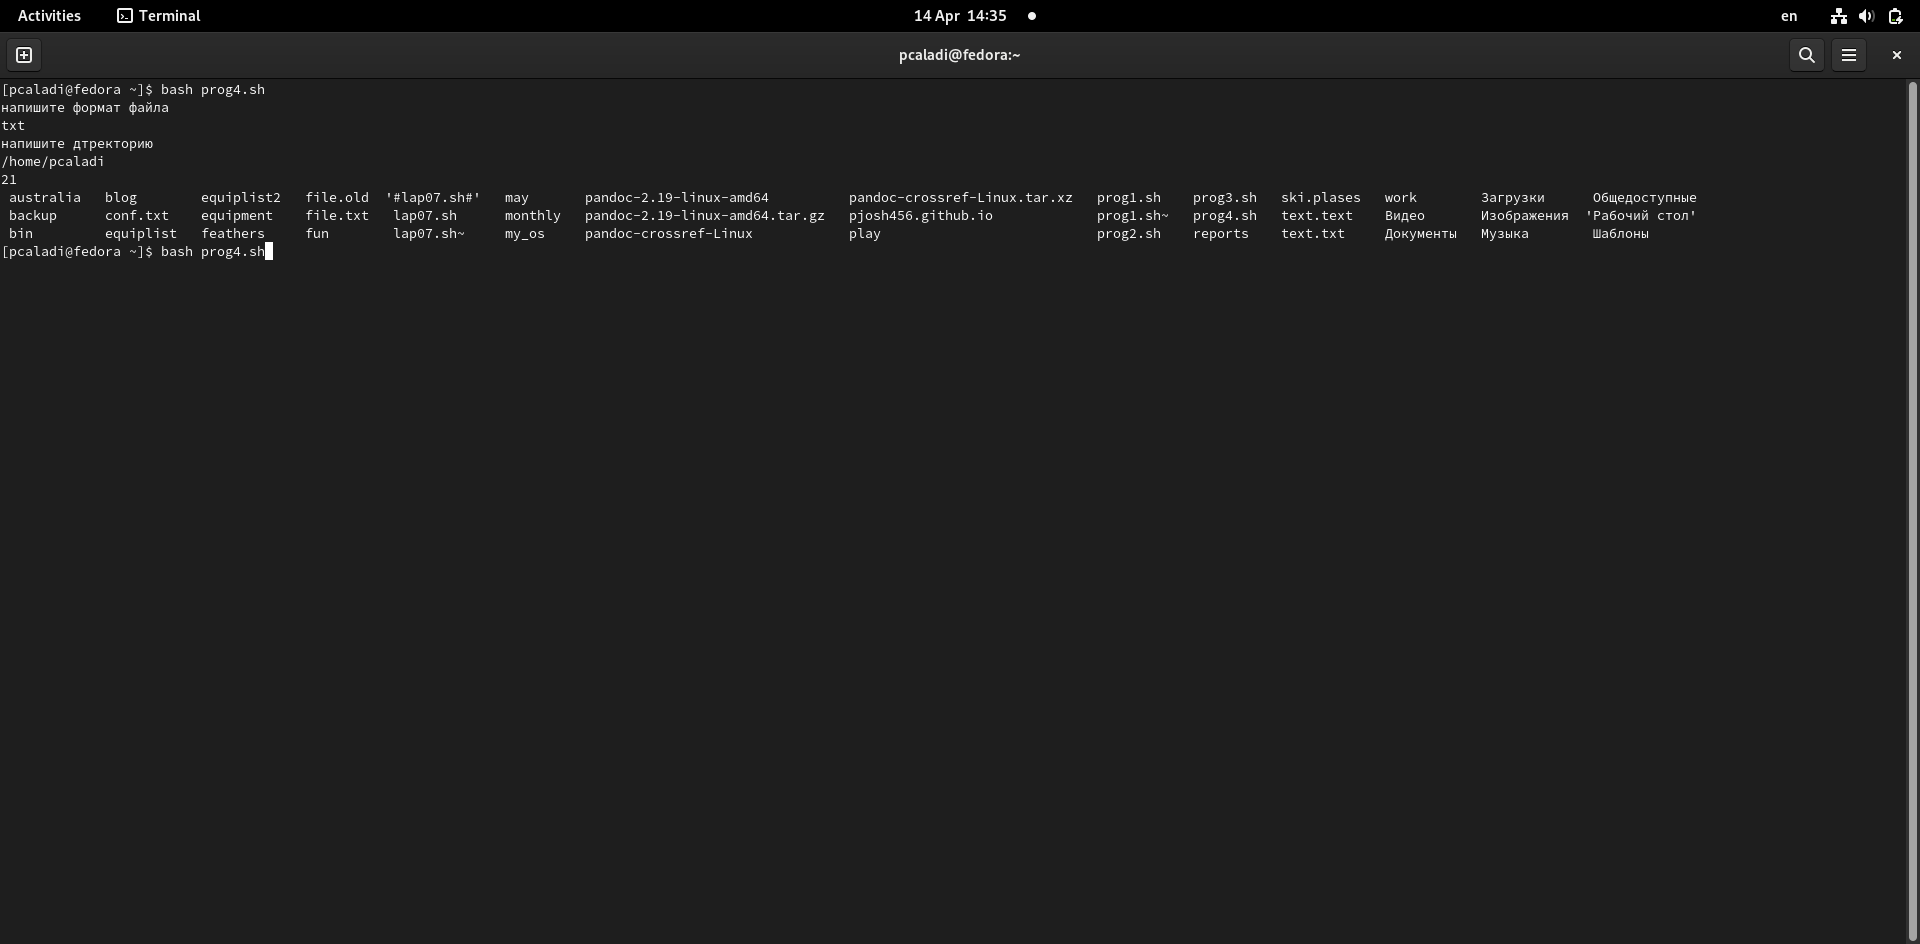 Activities Terminal 14 Apr 14:35 en
pcaladi@fedora:~
[pcaladi@fedora ~]$ bash prog4.sh
напишите формат файла
txt
напишите дтректорию
/home/pcaladi
21
australia blog equiplist2 file.old '#lap07.sh#' may pandoc-2.19-linux-amd64 pandoc-crossref-Linux.tar.xz prog1.sh prog3.sh ski.plases work Загрузки Общедоступные
backup conf.txt equipment file.txt lap07.sh monthly pandoc-2.19-linux-amd64.tar.gz pjosh456.github.io prog1.sh~ prog4.sh text.text Видео Изображения 'Рабочий стол'
bin equiplist feathers fun lap07.sh~ my_os pandoc-crossref-Linux play prog2.sh reports text.txt Документы Музыка Шаблоны
[pcaladi@fedora ~]$ bash prog4.sh